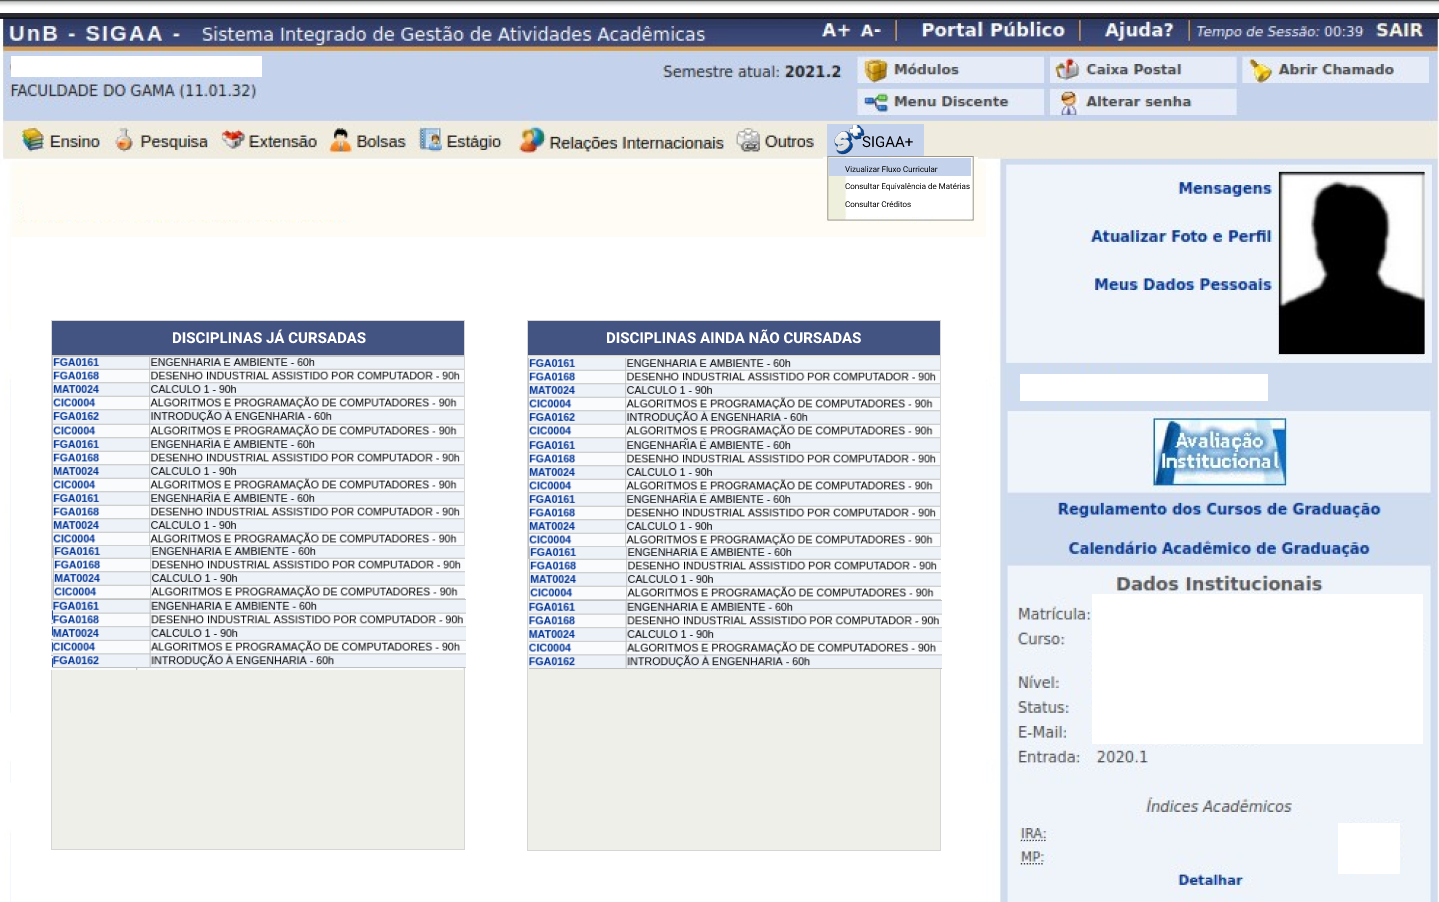 UnB - SIGAA - Sistema Integrado de Gestão de Atividades Acadêmicas A+ A- Portal Público Ajuda? Tempo de Sessão: 00:39 SAIR
Semestre atual: 2021.2 Módulos Caixa Postal Abrir Chamado
FACULDADE DO GAMA (11.01.32)
Menu Discente Alterar senha
Ensino Pesquisa Extensão Bolsas Estágio Relações Internacionais Outros SIGAA+
Vizualizar Fluxo Curricular
Consultar Equivalência de Matérias
Consultar Créditos
DISCIPLINAS JÁ CURSADAS
FGA0161 ENGENHARIA E AMBIENTE - 60h
FGA0168 DESENHO INDUSTRIAL ASSISTIDO POR COMPUTADOR - 90h
MAT0024 CALCULO 1 - 90h
CIC0004 ALGORITMOS E PROGRAMAÇÃO DE COMPUTADORES - 90h
FGA0162 INTRODUÇÃO À ENGENHARIA - 60h
CIC0004 ALGORITMOS E PROGRAMAÇÃO DE COMPUTADORES - 90h
FGA0161 ENGENHARIA E AMBIENTE - 60h
FGA0168 DESENHO INDUSTRIAL ASSISTIDO POR COMPUTADOR - 90h
MAT0024 CALCULO 1 - 90h
CIC0004 ALGORITMOS E PROGRAMAÇÃO DE COMPUTADORES - 90h
FGA0161 ENGENHARIA E AMBIENTE - 60h
FGA0168 DESENHO INDUSTRIAL ASSISTIDO POR COMPUTADOR - 90h
MAT0024 CALCULO 1 - 90h
CIC0004 ALGORITMOS E PROGRAMAÇÃO DE COMPUTADORES - 90h
FGA0161 ENGENHARIA E AMBIENTE - 60h
FGA0168 DESENHO INDUSTRIAL ASSISTIDO POR COMPUTADOR - 90h
MAT0024 CALCULO 1 - 90h
CIC0004 ALGORITMOS E PROGRAMAÇÃO DE COMPUTADORES - 90h
FGA0161 ENGENHARIA E AMBIENTE - 60h
FGA0168 DESENHO INDUSTRIAL ASSISTIDO POR COMPUTADOR - 90h
MAT0024 CALCULO 1 - 90h
CIC0004 ALGORITMOS E PROGRAMAÇÃO DE COMPUTADORES - 90h
FGA0162 INTRODUÇÃO À ENGENHARIA - 60h
DISCIPLINAS AINDA NÃO CURSADAS
FGA0161 ENGENHARIA E AMBIENTE - 60h
FGA0168 DESENHO INDUSTRIAL ASSISTIDO POR COMPUTADOR - 90h
MAT0024 CALCULO 1 - 90h
CIC0004 ALGORITMOS E PROGRAMAÇÃO DE COMPUTADORES - 90h
FGA0162 INTRODUÇÃO À ENGENHARIA - 60h
CIC0004 ALGORITMOS E PROGRAMAÇÃO DE COMPUTADORES - 90h
FGA0161 ENGENHARIA E AMBIENTE - 60h
FGA0168 DESENHO INDUSTRIAL ASSISTIDO POR COMPUTADOR - 90h
MAT0024 CALCULO 1 - 90h
CIC0004 ALGORITMOS E PROGRAMAÇÃO DE COMPUTADORES - 90h
FGA0161 ENGENHARIA E AMBIENTE - 60h
FGA0168 DESENHO INDUSTRIAL ASSISTIDO POR COMPUTADOR - 90h
MAT0024 CALCULO 1 - 90h
CIC0004 ALGORITMOS E PROGRAMAÇÃO DE COMPUTADORES - 90h
FGA0161 ENGENHARIA E AMBIENTE - 60h
FGA0168 DESENHO INDUSTRIAL ASSISTIDO POR COMPUTADOR - 90h
MAT0024 CALCULO 1 - 90h
CIC0004 ALGORITMOS E PROGRAMAÇÃO DE COMPUTADORES - 90h
FGA0161 ENGENHARIA E AMBIENTE - 60h
FGA0168 DESENHO INDUSTRIAL ASSISTIDO POR COMPUTADOR - 90h
MAT0024 CALCULO 1 - 90h
CIC0004 ALGORITMOS E PROGRAMAÇÃO DE COMPUTADORES - 90h
FGA0162 INTRODUÇÃO À ENGENHARIA - 60h
Mensagens
Atualizar Foto e Perfil
Meus Dados Pessoais
Avaliação
Institucional
Regulamento dos Cursos de Graduação
Calendário Acadêmico de Graduação
Dados Institucionais
Matrícula:
Curso:
Nível:
Status:
E-Mail:
Entrada: 2020.1
Índices Acadêmicos
IRA:
MP:
Detalhar